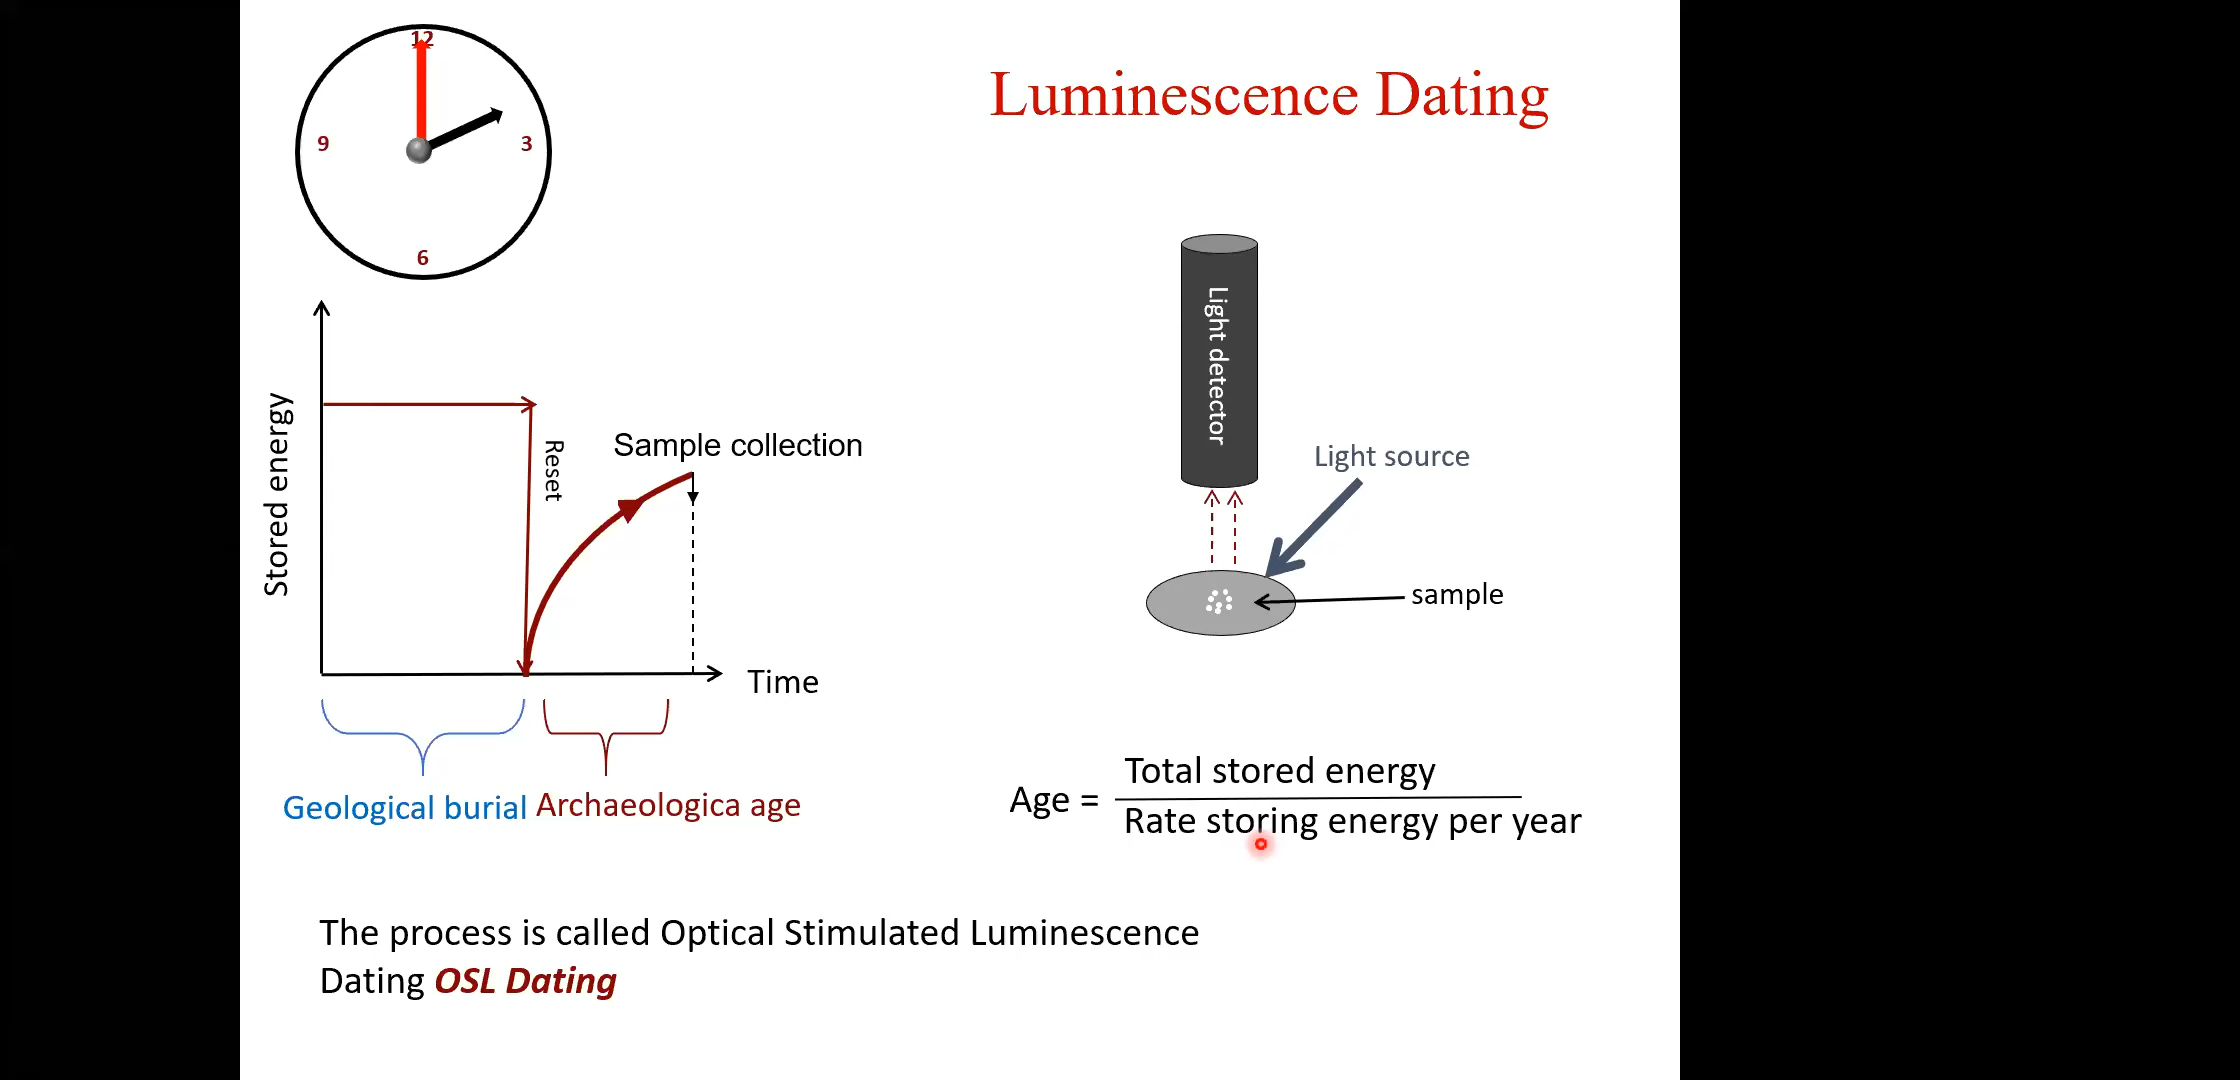 12
9
3
6
Luminescence Dating
Light detector
Light source
sample
Stored energy
Reset
Sample collection
Time
Geological burial
Archaeologica age
Age =
Total stored energy
Rate storing energy per year
The process is called Optical Stimulated Luminescence
Dating OSL Dating